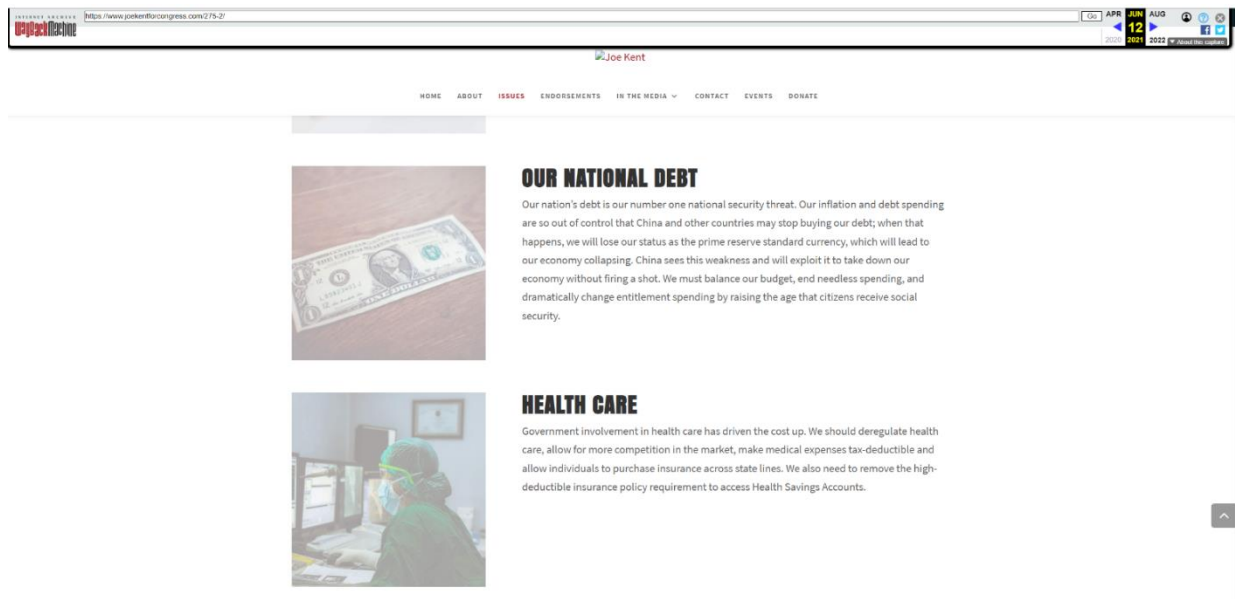 INTERNET ARCHIVE
WayBackMachine
https://www.joekentforcongress.com/275-2/
Go
APR JUN AUG
12
2020 2021 2022
About this capture
Joe Kent
HOME ABOUT ISSUES ENDORSEMENTS IN THE MEDIA CONTACT EVENTS DONATE
OUR NATIONAL DEBT
Our nation's debt is our number one national security threat. Our inflation and debt spending
are so out of control that China and other countries may stop buying our debt; when that
happens, we will lose our status as the prime reserve standard currency, which will lead to
our economy collapsing. China sees this weakness and will exploit it to take down our
economy without firing a shot. We must balance our budget, end needless spending, and
dramatically change entitlement spending by raising the age that citizens receive social
security.
HEALTH CARE
Government involvement in health care has driven the cost up. We should deregulate health
care, allow for more competition in the market, make medical expenses tax-deductible and
allow individuals to purchase insurance across state lines. We also need to remove the high-
deductible insurance policy requirement to access Health Savings Accounts.